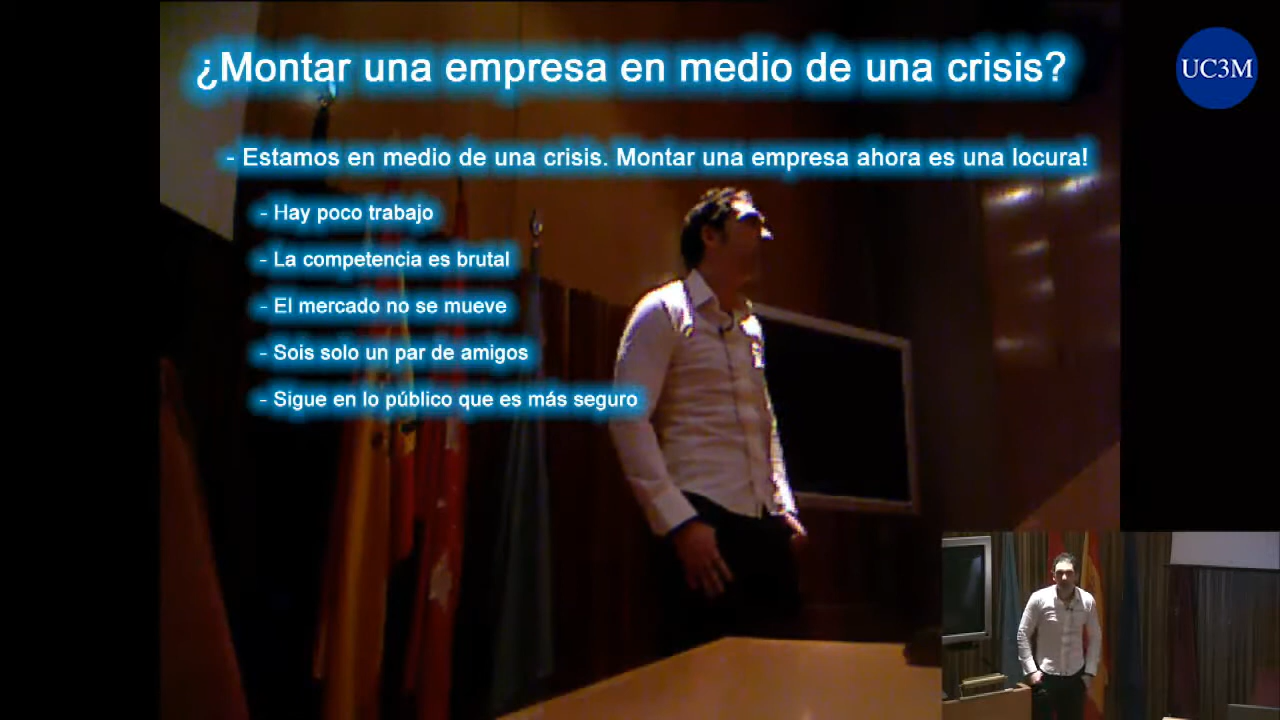 ¿Montar una empresa en medio de una crisis?
UC3M
- Estamos en medio de una crisis. Montar una empresa ahora es una locura!
- Hay poco trabajo
- La competencia es brutal
- El mercado no se mueve
- Sois solo un par de amigos
- Sigue en lo público que es más seguro